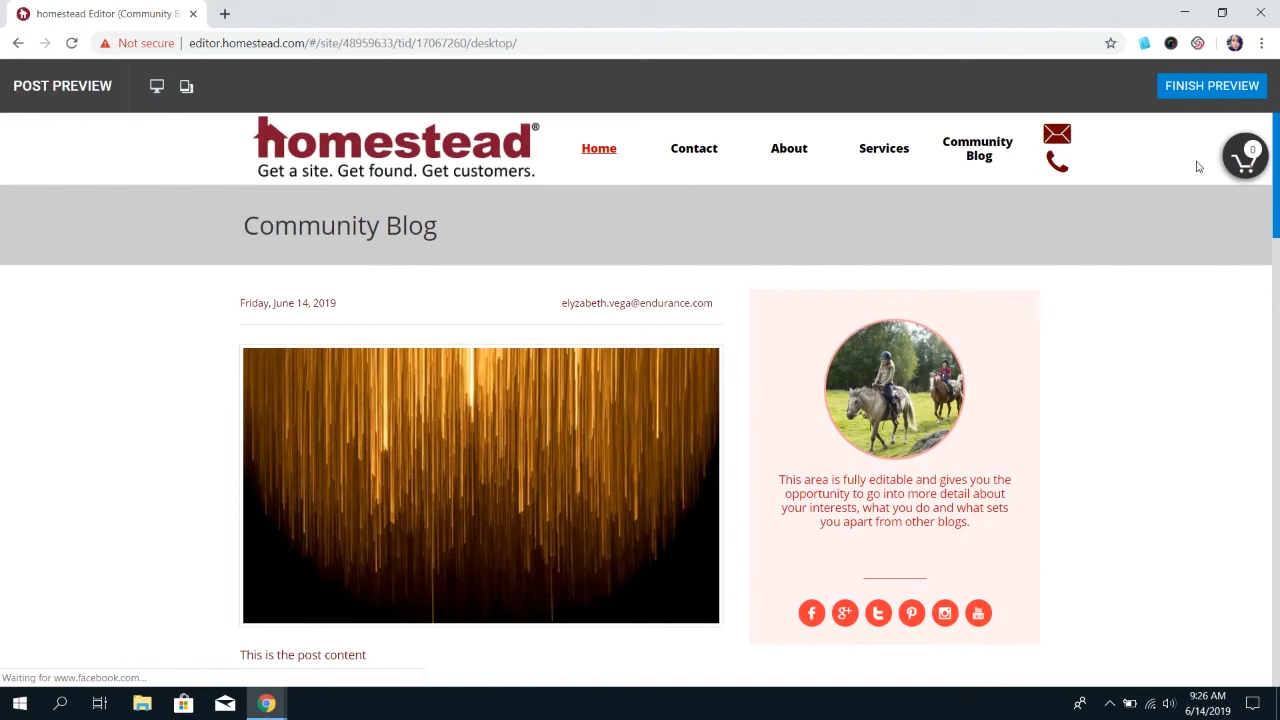 homestead Editor (Community B
Not secure
editor.homestead.com/#/site/48959633/tid/17067260/desktop/
POST PREVIEW
FINISH PREVIEW
homestead®
Get a site. Get found. Get customers.
Home
Contact
About
Services
Community
Blog
0
Community Blog
Friday, June 14, 2019
elyzabeth.vega@endurance.com
This area is fully editable and gives you the
opportunity to go into more detail about
your interests, what you do and what sets
you apart from other blogs.
This is the post content
Waiting for www.facebook.com...
9:26 AM
6/14/2019